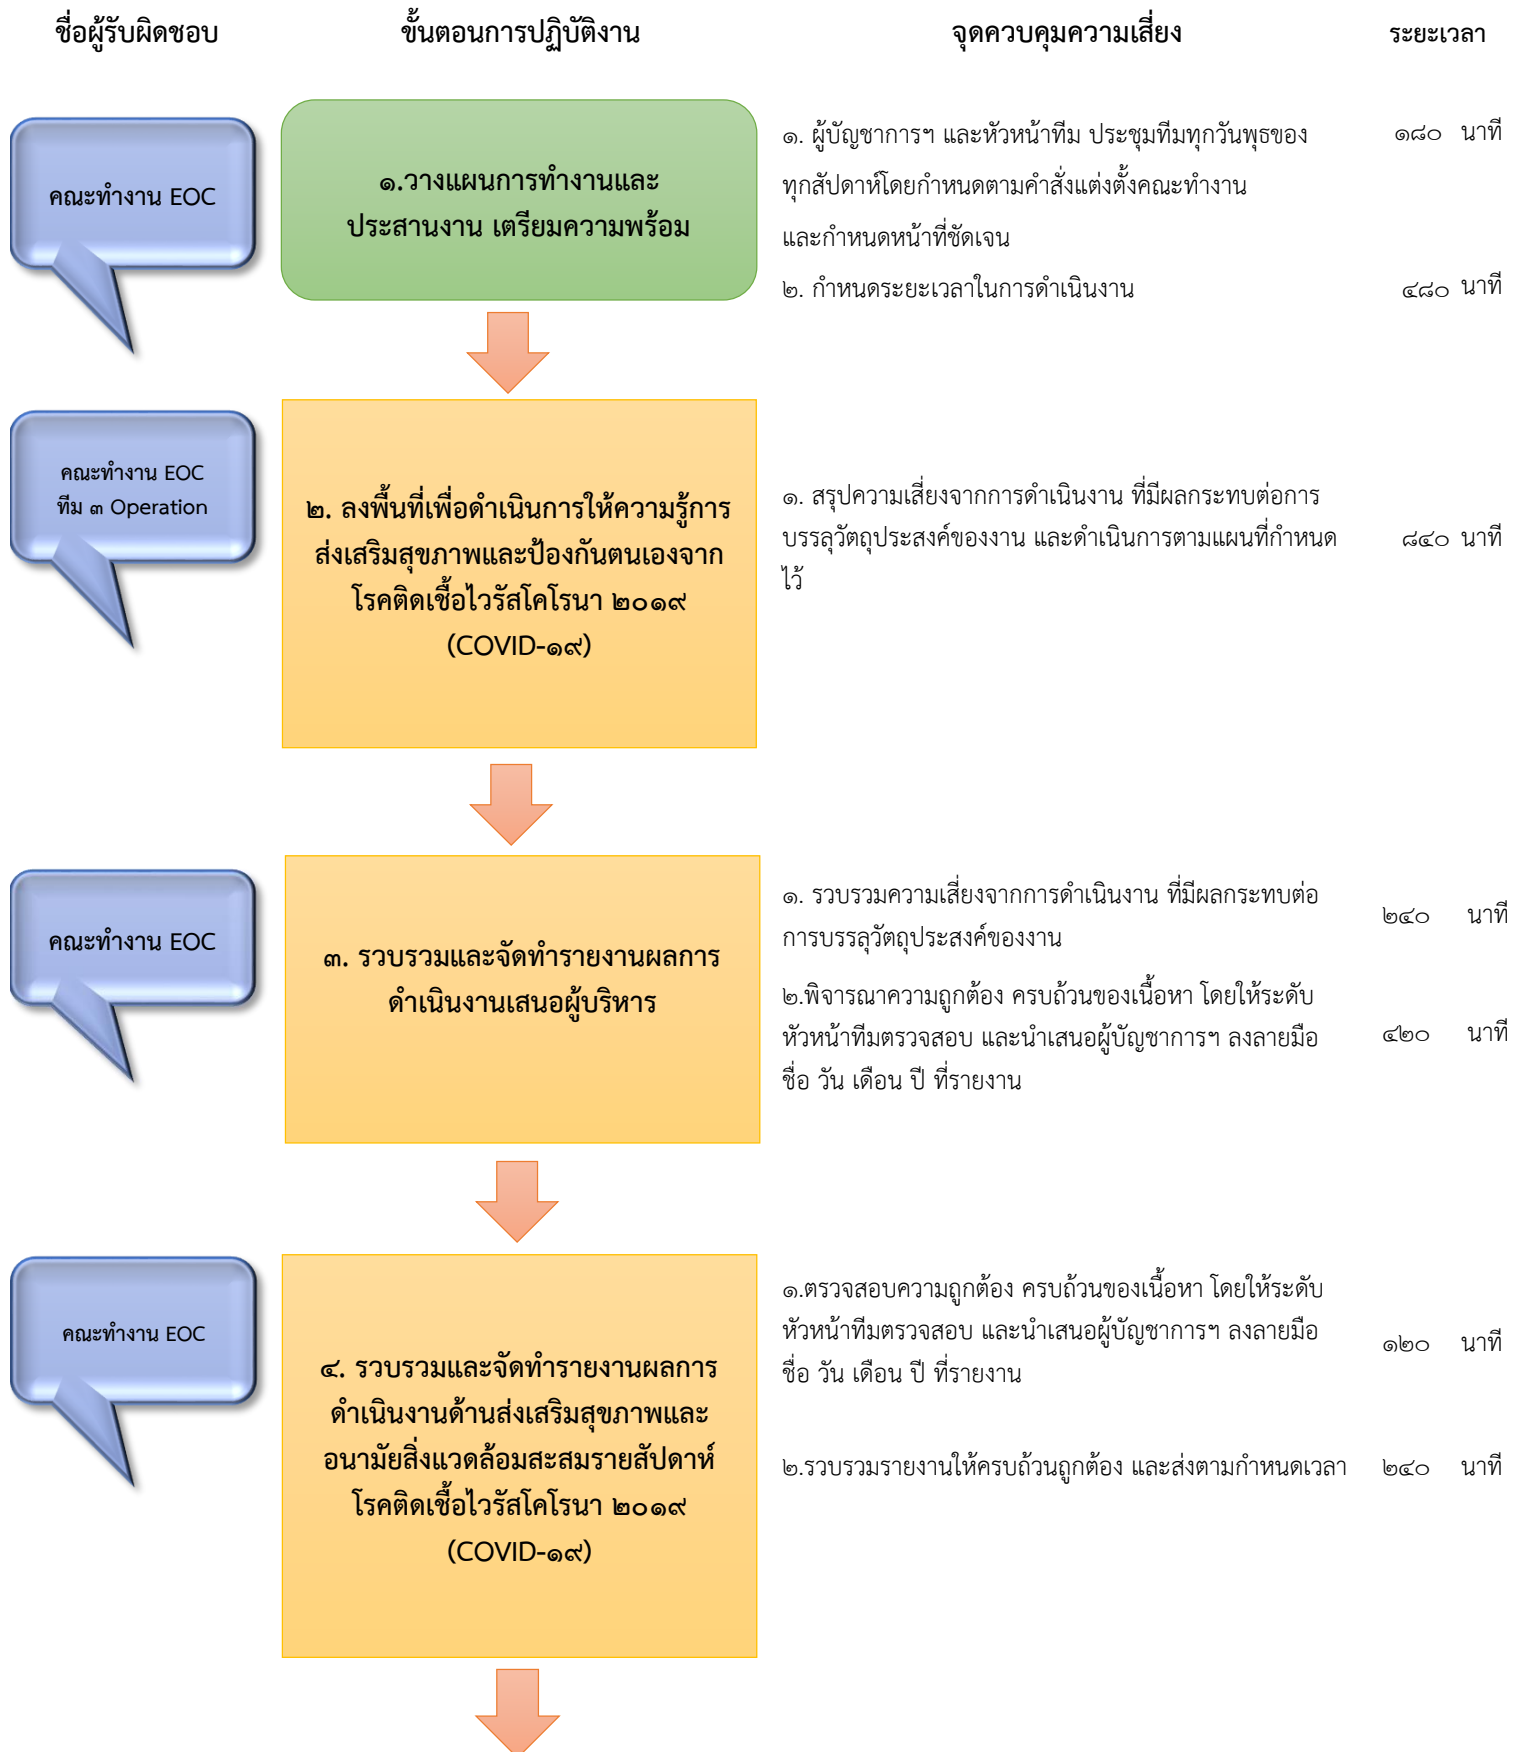 ชื่อผู้รับผิดชอบ
ขั้นตอนการปฏิบัติงาน
จุดควบคุมความเสี่ยง
ระยะเวลา
คณะทำงาน EOC
๑.วางแผนการทำงานและ
ประสานงาน เตรียมความพร้อม
๑. ผู้บัญชาการฯ และหัวหน้าทีม ประชุมทีมทุกวันพุธของ
ทุกสัปดาห์โดยกำหนดตามคำสั่งแต่งตั้งคณะทำงาน
และกำหนดหน้าที่ชัดเจน
๑๘๐ นาที
๒. กำหนดระยะเวลาในการดำเนินงาน
๔๘๐ นาที
คณะทำงาน EOC
ทีม ๓ Operation
๒. ลงพื้นที่เพื่อดำเนินการให้ความรู้การ
ส่งเสริมสุขภาพและป้องกันตนเองจาก
โรคติดเชื้อไวรัสโคโรนา ๒๐๑๙
(COVID-๑๙)
๑. สรุปความเสี่ยงจากการดำเนินงาน ที่มีผลกระทบต่อการ
บรรลุวัตถุประสงค์ของงาน และดำเนินการตามแผนที่กำหนด
ไว้
๘๔๐ นาที
คณะทำงาน EOC
๓. รวบรวมและจัดทำรายงานผลการ
ดำเนินงานเสนอผู้บริหาร
๑. รวบรวมความเสี่ยงจากการดำเนินงาน ที่มีผลกระทบต่อ
การบรรลุวัตถุประสงค์ของงาน
๒๔๐ นาที
๒.พิจารณาความถูกต้อง ครบถ้วนของเนื้อหา โดยให้ระดับ
หัวหน้าทีมตรวจสอบ และนำเสนอผู้บัญชาการฯ ลงลายมือ
ชื่อ วัน เดือน ปี ที่รายงาน
๔๒๐ นาที
คณะทำงาน EOC
๔. รวบรวมและจัดทำรายงานผลการ
ดำเนินงานด้านส่งเสริมสุขภาพและ
อนามัยสิ่งแวดล้อมสะสมรายสัปดาห์
โรคติดเชื้อไวรัสโคโรนา ๒๐๑๙
(COVID-๑๙)
๑.ตรวจสอบความถูกต้อง ครบถ้วนของเนื้อหา โดยให้ระดับ
หัวหน้าทีมตรวจสอบ และนำเสนอผู้บัญชาการฯ ลงลายมือ
ชื่อ วัน เดือน ปี ที่รายงาน
๑๒๐ นาที
๒.รวบรวมรายงานให้ครบถ้วนถูกต้อง และส่งตามกำหนดเวลา
๒๔๐ นาที